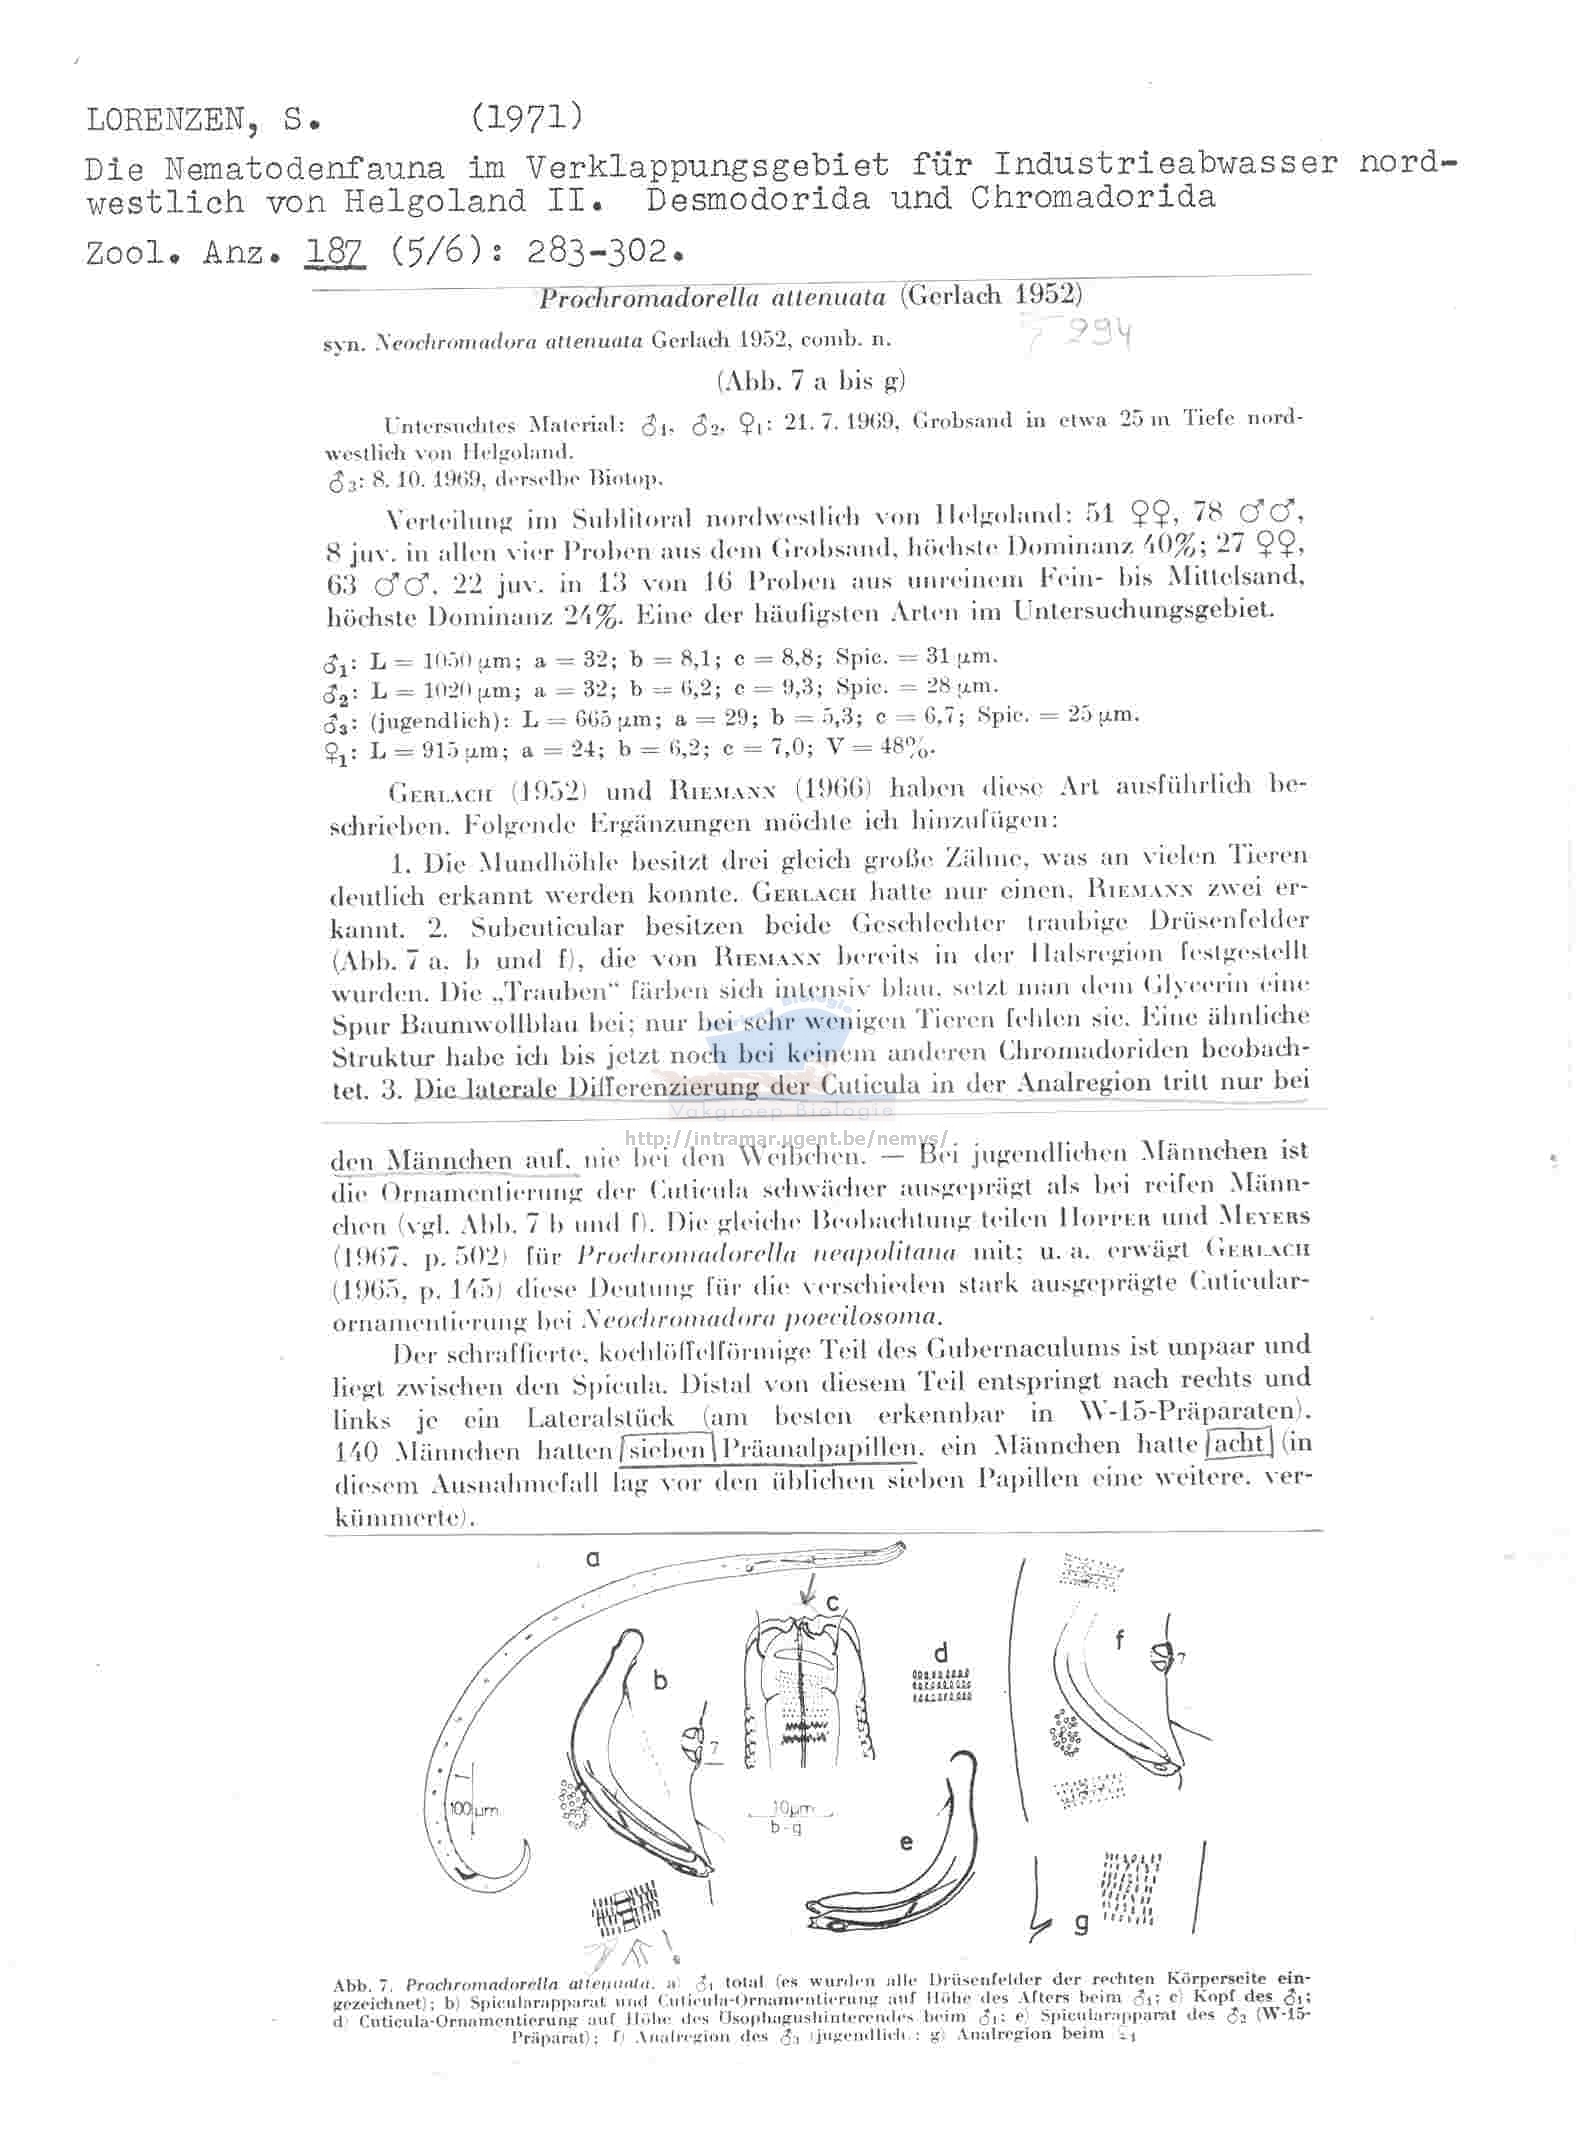 LORENZEN, S. (1971)
Die Nematodenfauna im Verklappungsgebiet für Industrieabwasser nord-
westlich von Helgoland II. Desmodorida und Chromadorida
Zool. Anz. 187 (5/6): 283-302.
Prochromadorella attenuata (Gerlach 1952)
294
syn. Neochromadora attenuata Gerlach 1952, comb. n.
(Abb. 7 a bis g)
Untersuchtes Material: ♂1, ♂2, ♀1: 21. 7. 1969, Grobsand in etwa 25 m Tiefe nord-
westlich von Helgoland.
♂3: 8. 10. 1969, derselbe Biotop.
Verteilung im Sublitoral nordwestlich von Helgoland: 51 ♀♀, 78 ♂♂,
8 juv. in allen vier Proben aus dem Grobsand, höchste Dominanz 40%; 27 ♀♀,
63 ♂♂, 22 juv. in 13 von 16 Proben aus unreinem Fein- bis Mittelsand,
höchste Dominanz 24%. Eine der häufigsten Arten im Untersuchungsgebiet.
♂1: L = 1050 µm; a = 32; b = 8,1; c = 8,8; Spic. = 31 µm.
♂2: L = 1020 µm; a = 32; b = 6,2; c = 9,3; Spic. = 28 µm.
♂3: (jugendlich): L = 665 µm; a = 29; b = 5,3; c = 6,7; Spic. = 25 µm.
♀1: L = 915 µm; a = 24; b = 6,2; c = 7,0; V = 48%.
GERLACH (1952) und RIEMANN (1966) haben diese Art ausführlich be-
schrieben. Folgende Ergänzungen möchte ich hinzufügen:
1. Die Mundhöhle besitzt drei gleich große Zähne, was an vielen Tieren
deutlich erkannt werden konnte. GERLACH hatte nur einen, RIEMANN zwei er-
kannt. 2. Subcuticular besitzen beide Geschlechter traubige Drüsenfelder
(Abb. 7 a, b und f), die von RIEMANN bereits in der Halsregion festgestellt
wurden. Die „Trauben“ färben sich intensiv blau, setzt man dem Glycerin eine
Spur Baumwollblau bei; nur bei sehr wenigen Tieren fehlen sie. Eine ähnliche
Struktur habe ich bis jetzt noch bei keinem anderen Chromadoriden beobach-
tet. 3. Die laterale Differenzierung der Cuticula in der Analregion tritt nur bei
Vakgroep Biologie
http://intramar.ugent.be/nemys/
den Männchen auf, nie bei den Weibchen. — Bei jugendlichen Männchen ist
die Ornamentierung der Cuticula schwächer ausgeprägt als bei reifen Männ-
chen (vgl. Abb. 7 b und f). Die gleiche Beobachtung teilen HOPPER und MEYERS
(1967, p. 502) für Prochromadorella neapolitana mit; u. a. erwägt GERLACH
(1965, p. 145) diese Deutung für die verschieden stark ausgeprägte Cuticular-
ornamentierung bei Neochromadora poecilosoma.
Der schraffierte, kochlöffelförmige Teil des Gubernaculums ist unpaar und
liegt zwischen den Spicula. Distal von diesem Teil entspringt nach rechts und
links je ein Lateralstück (am besten erkennbar in W-15-Präparaten).
140 Männchen hatten sieben Präanalpapillen, ein Männchen hatte acht (in
diesem Ausnahmefall lag vor den üblichen sieben Papillen eine weitere, ver-
kümmerte).
a
c
b
d
f
7
7
100 µm
10µm
b-g
e
g
Abb. 7. Prochromadorella attenuata. a) ♂1 total (es wurden alle Drüsenfelder der rechten Körperseite ein-
gezeichnet); b) Spicularapparat und Cuticula-Ornamentierung auf Höhe des Afters beim ♂1; c) Kopf des ♂1;
d) Cuticula-Ornamentierung auf Höhe des Ösophagushinterendes beim ♂1; e) Spicularapparat des ♂2 (W-15-
Präparat); f) Analregion des ♂3 (jugendlich); g) Analregion beim ♀1